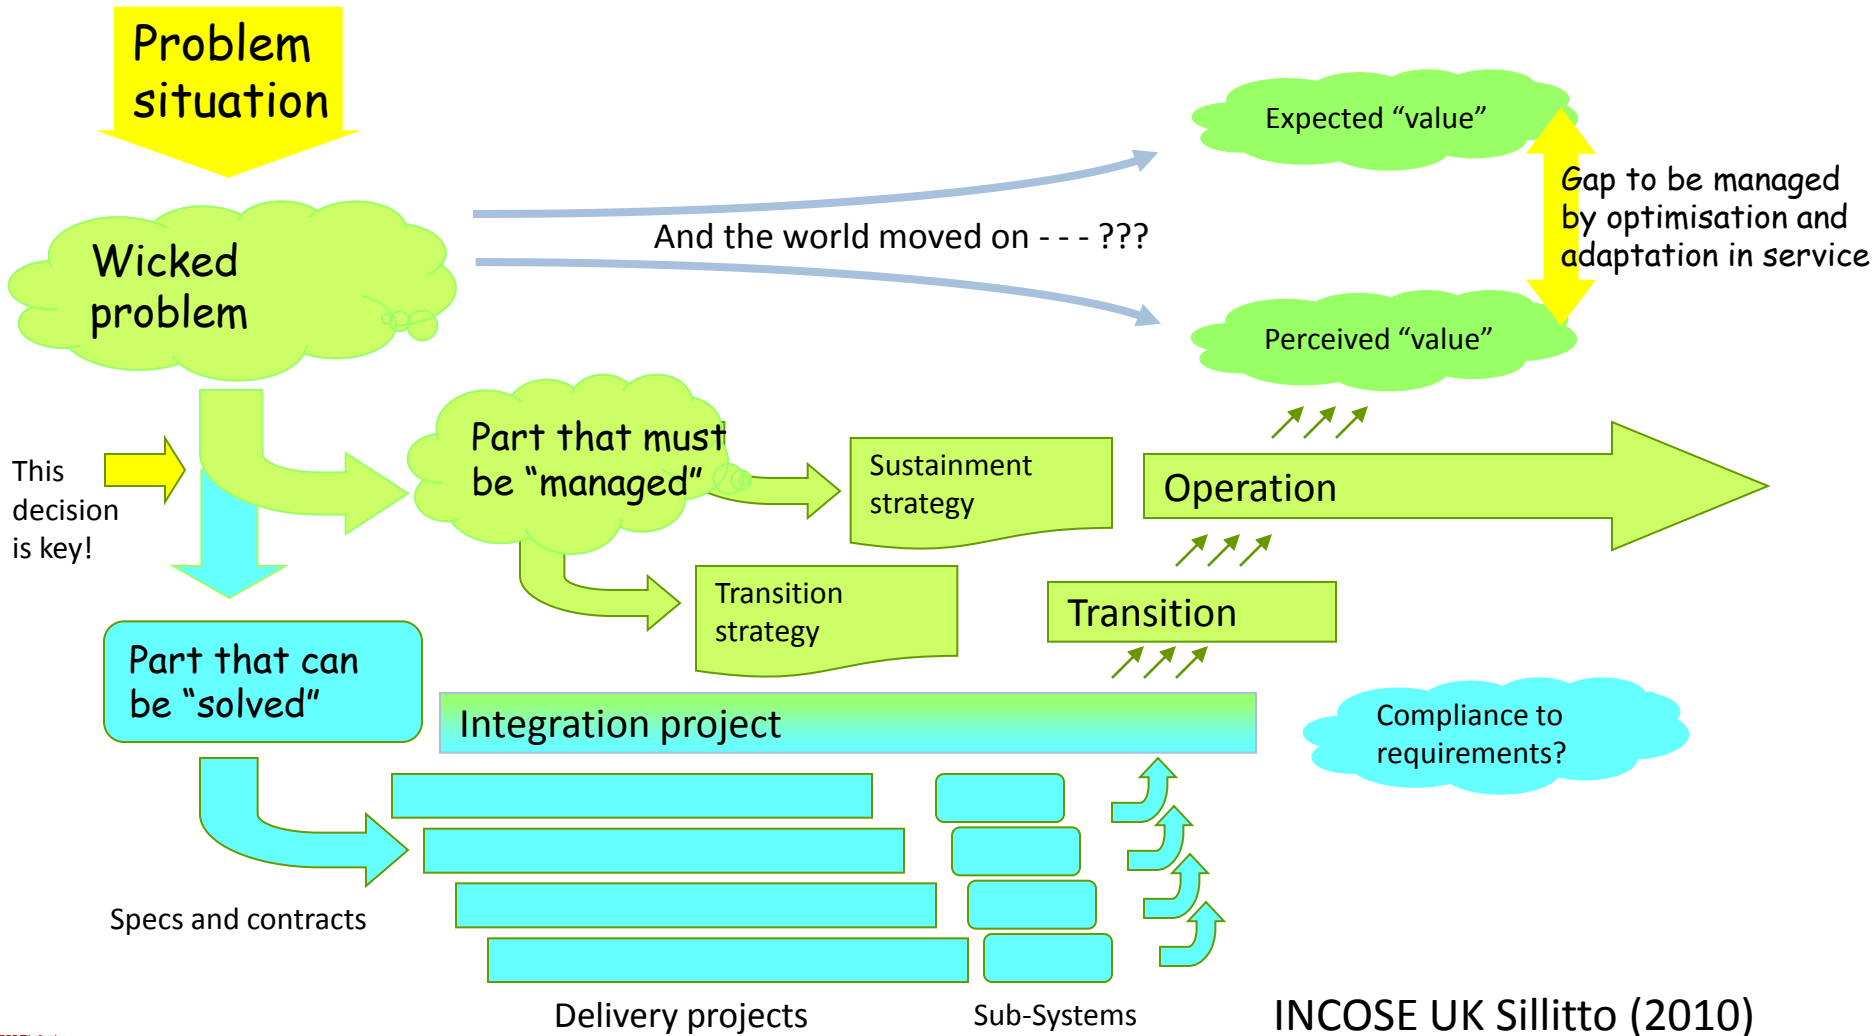 Problem
situation
Wicked
problem
And the world moved on - - - ???
Expected “value”
Gap to be managed
by optimisation and
adaptation in service
Perceived “value”
This
decision
is key!
Part that must
be “managed”
Sustainment
strategy
Operation
Transition
strategy
Transition
Part that can
be “solved”
Integration project
Compliance to
requirements?
Specs and contracts
Delivery projects
Sub-Systems
INCOSE UK Sillitto (2010)